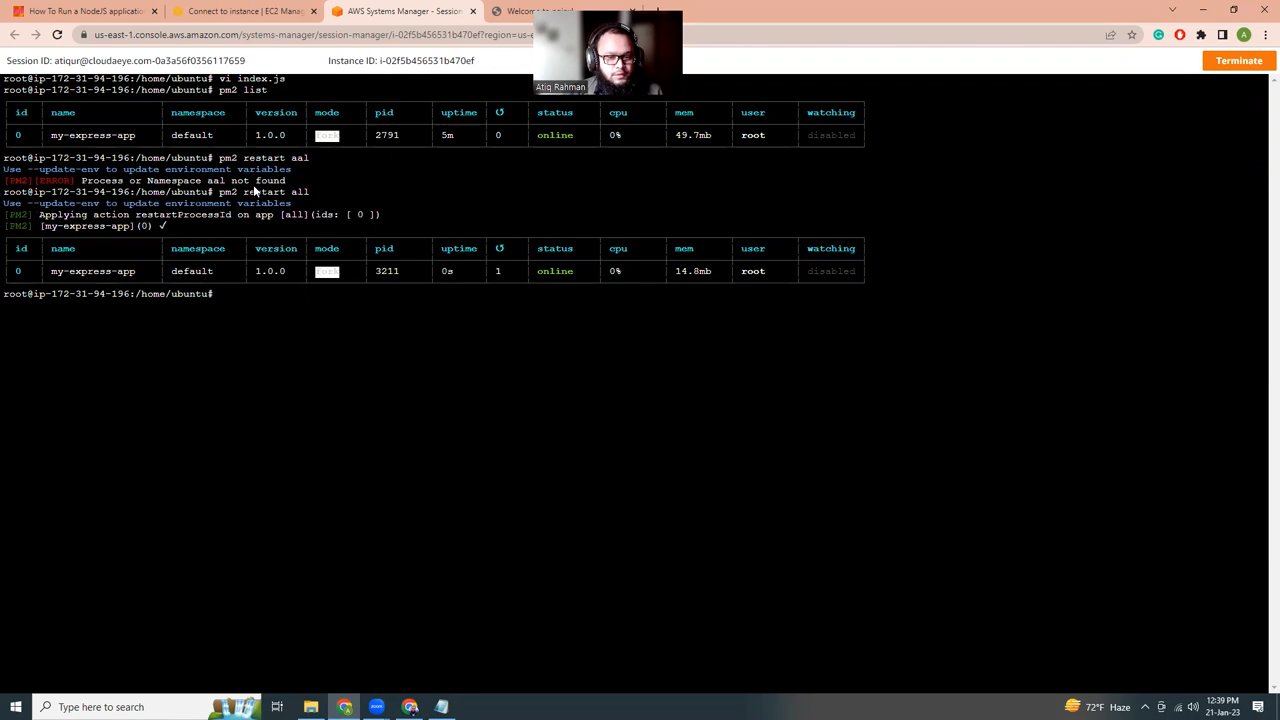 How To Run a NodeJS application
Connect to instance | EC2 Manag
AWS Systems Manager - Session
Welcome
us-east-1.console.aws.amazon.com/systems-manager/session-manager/i-02f5b456531b470ef?region=us-e
Session ID: atiqur@cloudaeye.com-0a3a56f0356117659
Instance ID: i-02f5b456531b470ef
Terminate
Atiq Rahman
root@ip-172-31-94-196:/home/ubuntu# vi index.js
root@ip-172-31-94-196:/home/ubuntu# pm2 list
id name namespace version mode pid uptime ↺ status cpu mem user watching
0 my-express-app default 1.0.0 fork 2791 5m 0 online 0% 49.7mb root disabled
root@ip-172-31-94-196:/home/ubuntu# pm2 restart aal
Use --update-env to update environment variables
[PM2][ERROR] Process or Namespace aal not found
root@ip-172-31-94-196:/home/ubuntu# pm2 restart all
Use --update-env to update environment variables
[PM2] Applying action restartProcessId on app [all](ids: [ 0 ])
[PM2] [my-express-app](0) ✓
id name namespace version mode pid uptime ↺ status cpu mem user watching
0 my-express-app default 1.0.0 fork 3211 0s 1 online 0% 14.8mb root disabled
root@ip-172-31-94-196:/home/ubuntu#
Type here to search
72°F Haze
12:39 PM
21-Jan-23